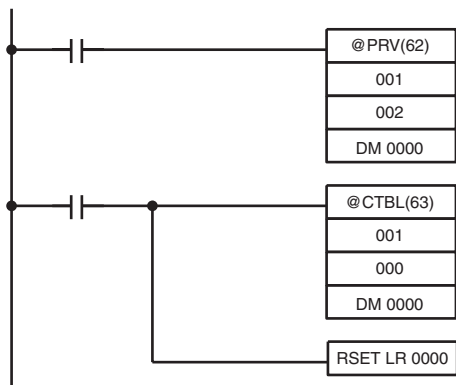 @PRV(62)
001
002
DM 0000
@CTBL(63)
001
000
DM 0000
RSET LR 0000